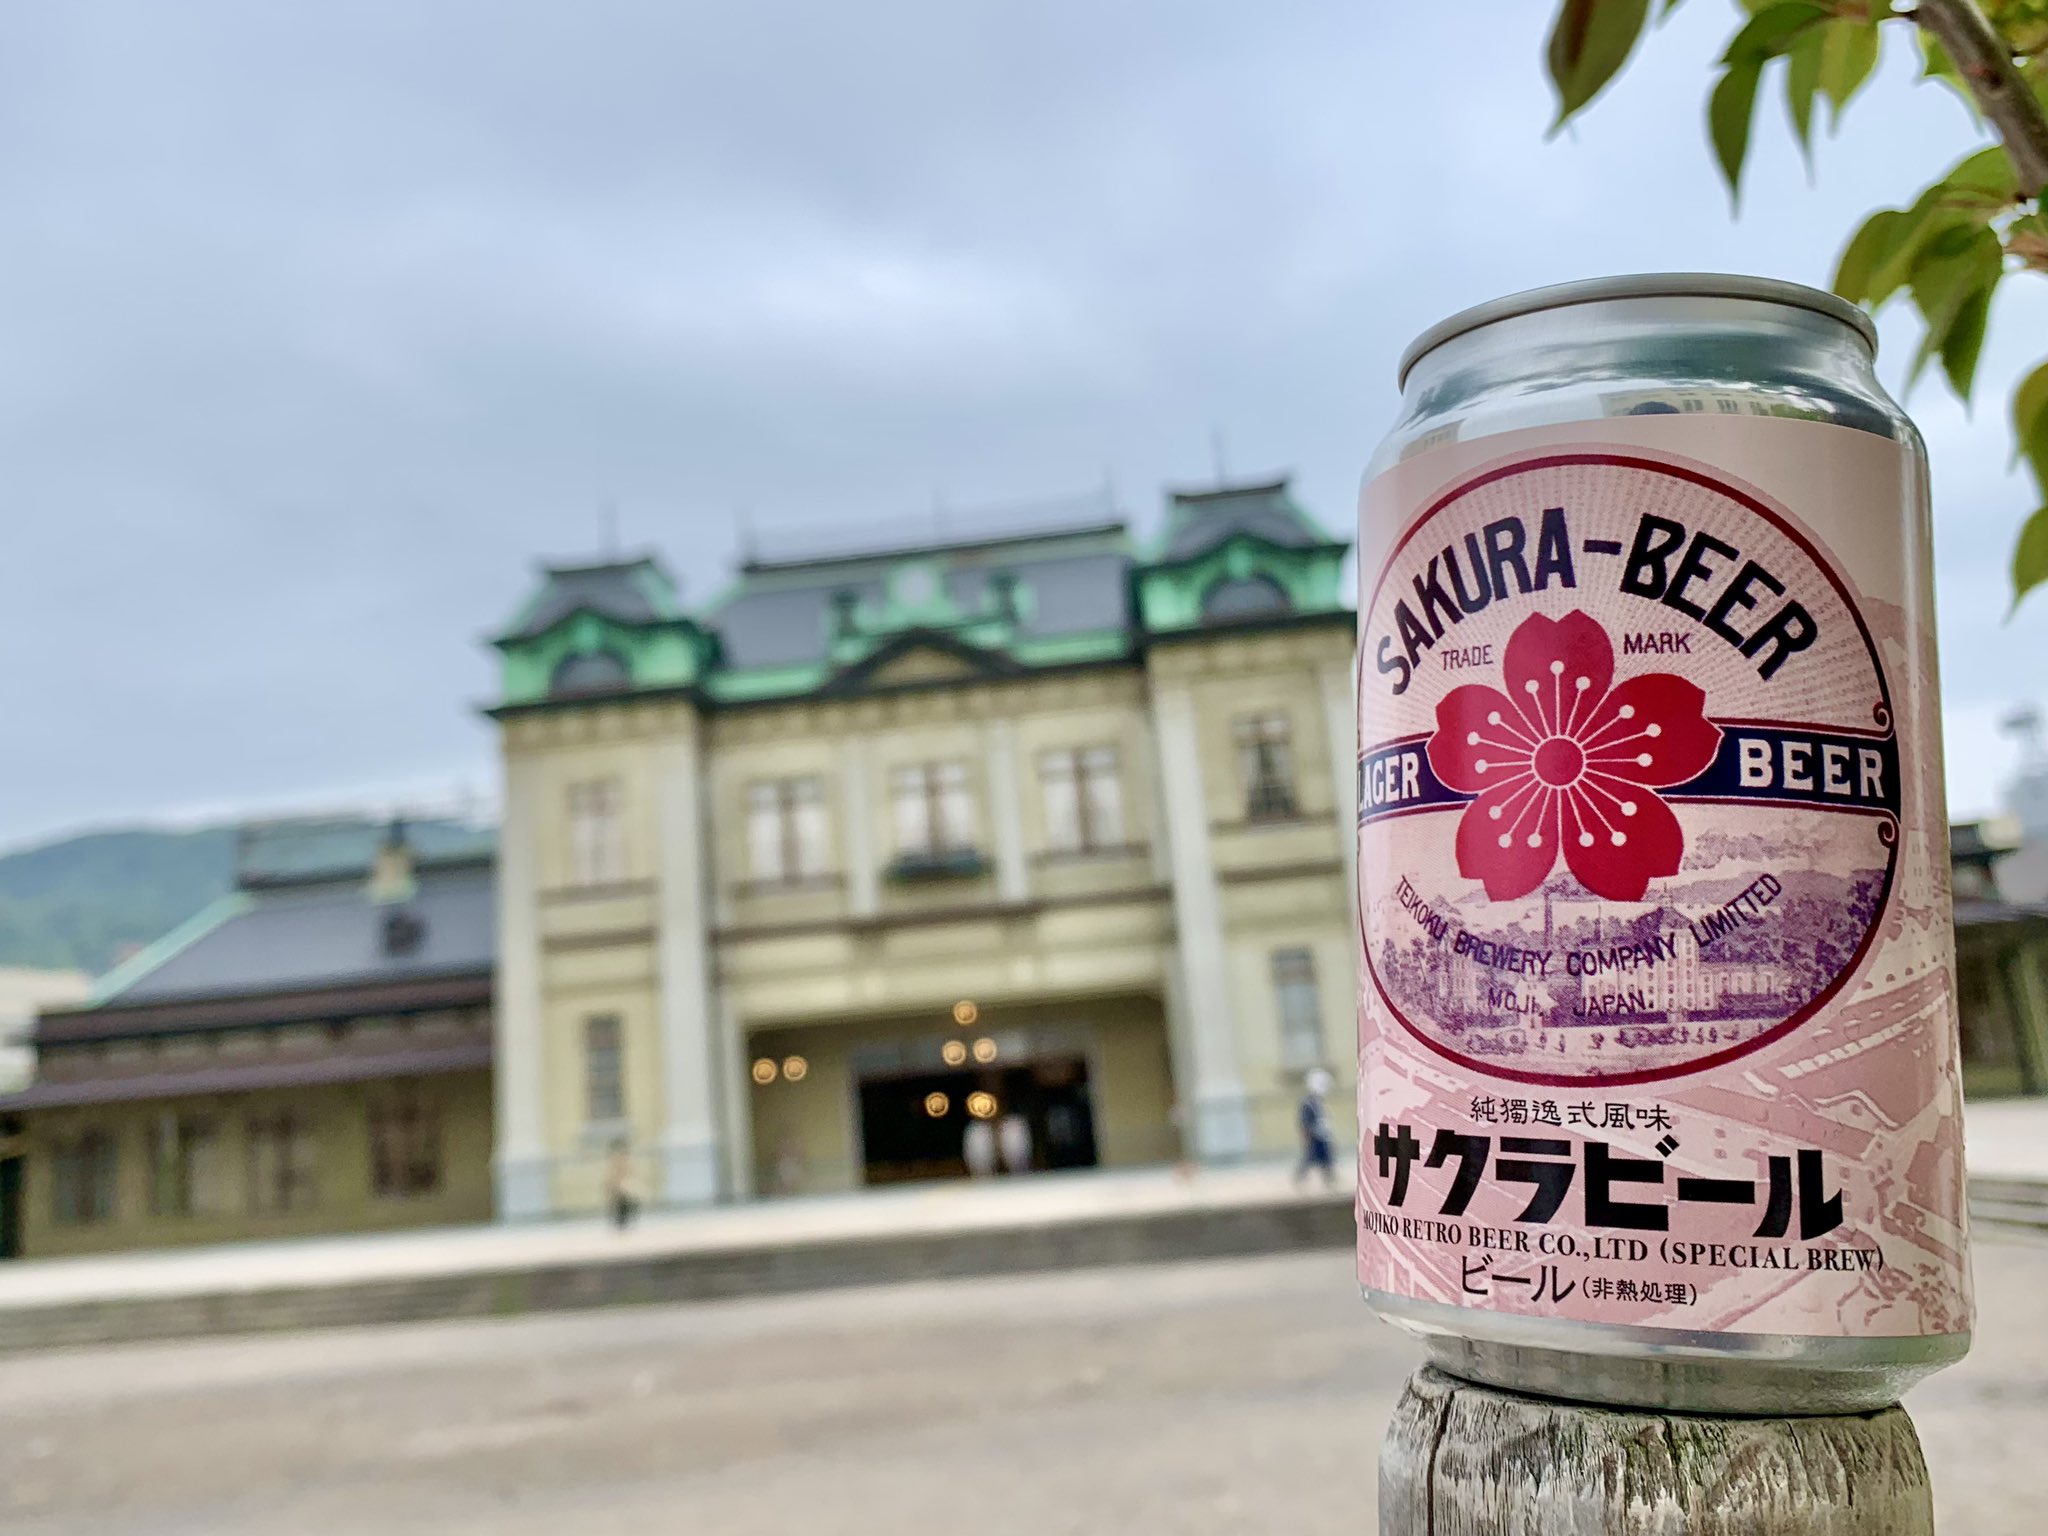 SAKURA-BEER
TRADE MARK
LAGER BEER
TEIKOKU BREWERY COMPANY LIMITTED
MOJI, JAPAN.
純獨逸式風味
サクラビール
MOJIKO RETRO BEER CO.,LTD (SPECIAL BREW)
ビール(非熱処理)